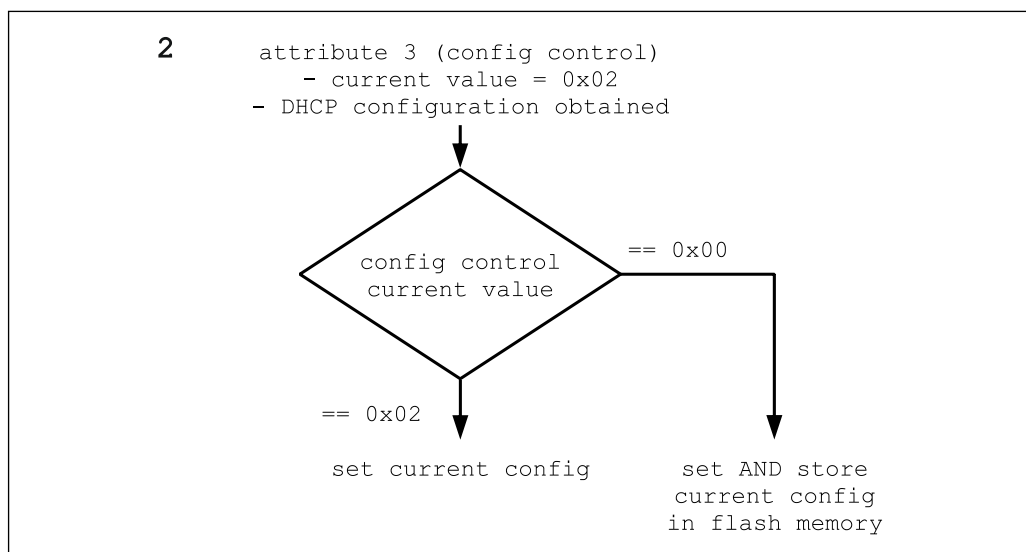 2
attribute 3 (config control)
- current value = 0x02
- DHCP configuration obtained
config control
current value
== 0x00
== 0x02
set current config
set AND store
current config
in flash memory